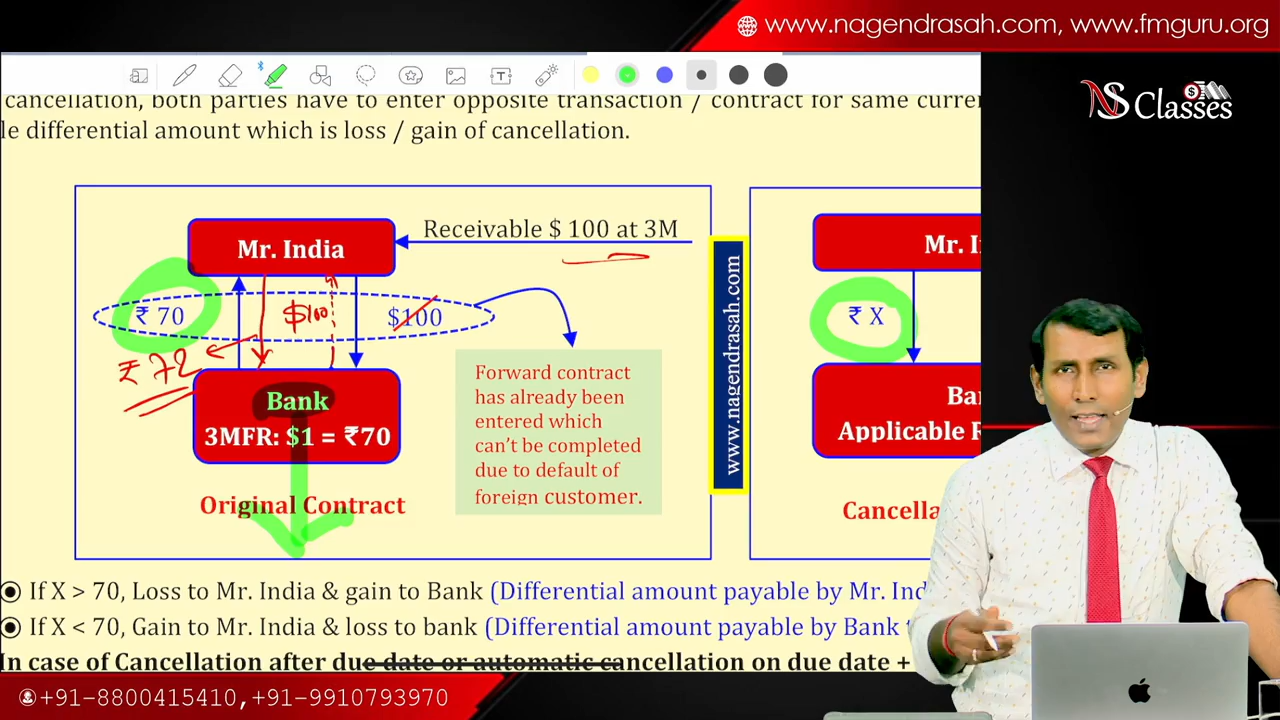 www.nagendrasah.com, www.fmguru.org
NS Classes
cancellation, both parties have to enter opposite transaction / contract for same curren
le differential amount which is loss / gain of cancellation.
Receivable $ 100 at 3M
Mr. India
₹ 70
$100
$100
₹ 72
Bank
3MFR: $1 = ₹70
Original Contract
Forward contract
has already been
entered which
can't be completed
due to default of
foreign customer.
www.nagendrasah.com
Mr. I
₹ X
Ba
Applicable R
Cancella
If X > 70, Loss to Mr. India & gain to Bank (Differential amount payable by Mr. Ind
If X < 70, Gain to Mr. India & loss to bank (Differential amount payable by Bank t
In case of Cancellation after due date or automatic cancellation on due date +
+91-8800415410,+91-9910793970